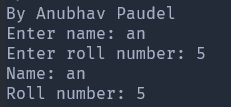 By Anubhav Paudel
Enter name: an
Enter roll number: 5
Name: an
Roll number: 5